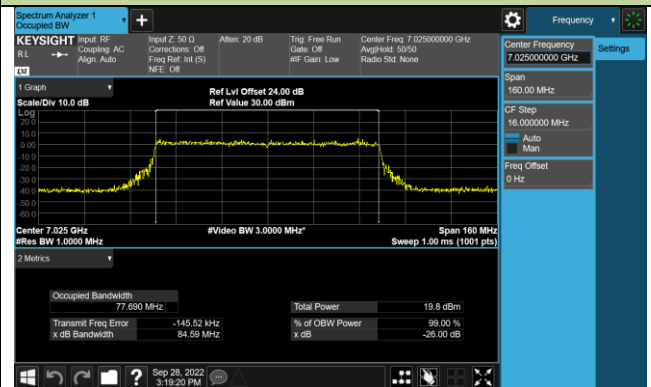 Spectrum Analyzer 1
Occupied BW
Frequency
KEYSIGHT
RL
LXI
Input: RF
Coupling: AC
Align: Auto
Input Z: 50 Ω
Corrections: Off
Freq Ref: Int (S)
NFE: Off
Atten: 20 dB
Trig: Free Run
Gate: Off
#IF Gain: Low
Center Freq: 7.025000000 GHz
Avg|Hold: 50/50
Radio Std: None
Center Frequency
7.025000000 GHz
Settings
Span
160.00 MHz
CF Step
16.000000 MHz
Auto
Man
Freq Offset
0 Hz
1 Graph
Scale/Div 10.0 dB
Ref Lvl Offset 24.00 dB
Ref Value 30.00 dBm
Log
20.0
10.0
0.00
-10.0
-20.0
-30.0
-40.0
-50.0
-60.0
Center 7.025 GHz
#Res BW 1.0000 MHz
#Video BW 3.0000 MHz*
Span 160 MHz
Sweep 1.00 ms (1001 pts)
2 Metrics
Occupied Bandwidth
77.690 MHz
Total Power 19.8 dBm
Transmit Freq Error -145.52 kHz
% of OBW Power 99.00 %
x dB Bandwidth 84.59 MHz
x dB -26.00 dB
?
Sep 28, 2022
3:19:20 PM